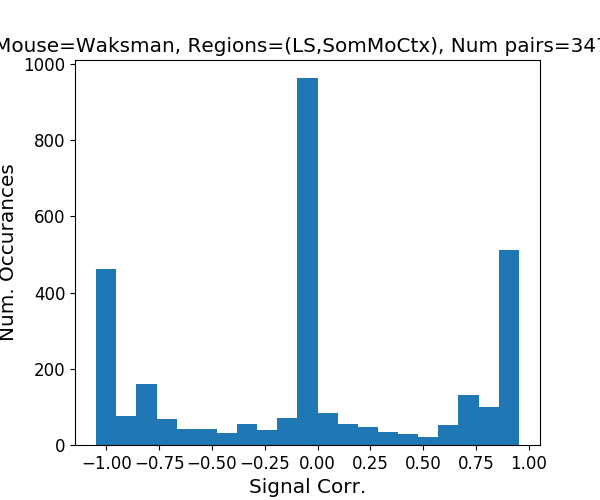 Mouse=Waksman, Regions=(LS,SomMoCtx), Num pairs=347
1000
800
600
400
200
0
Num. Occurances
−1.00 −0.75 −0.50 −0.25 0.00 0.25 0.50 0.75 1.00
Signal Corr.